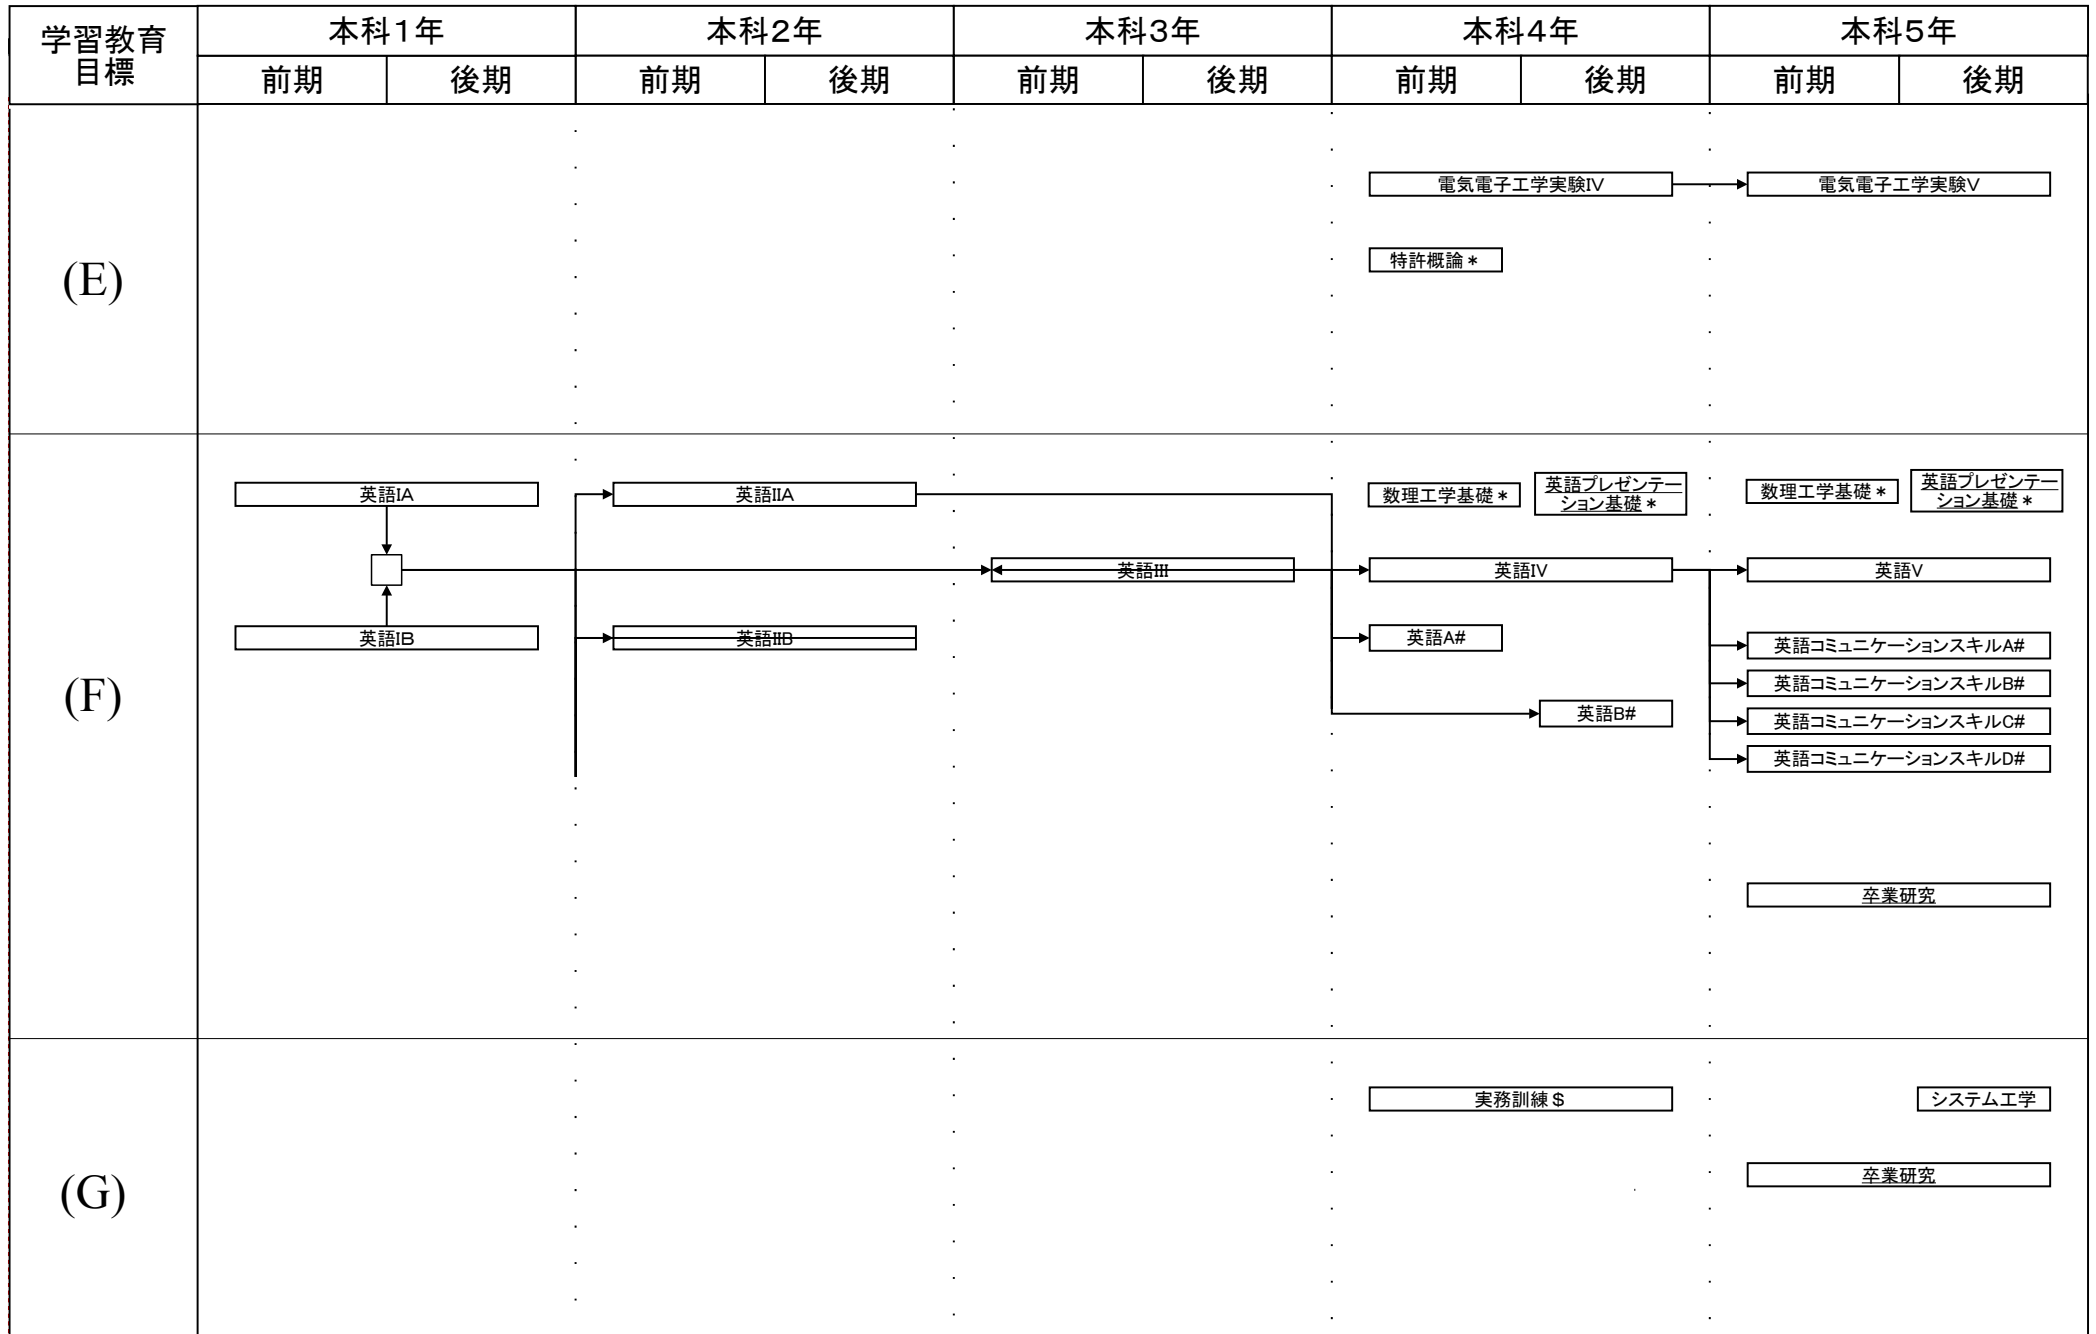 学習教育
目標
本科1年
本科2年
本科3年
本科4年
本科5年
前期
後期
前期
後期
前期
後期
前期
後期
前期
後期
(E)
電気電子工学実験IV
電気電子工学実験V
特許概論＊
(F)
英語IA
英語IIA
数理工学基礎＊
英語プレゼンテー
ション基礎＊
数理工学基礎＊
英語プレゼンテー
ション基礎＊
英語III
英語IV
英語V
英語IB
英語IIB
英語A#
英語コミュニケーションスキルA#
英語コミュニケーションスキルB#
英語B#
英語コミュニケーションスキルC#
英語コミュニケーションスキルD#
卒業研究
(G)
実務訓練＄
システム工学
卒業研究